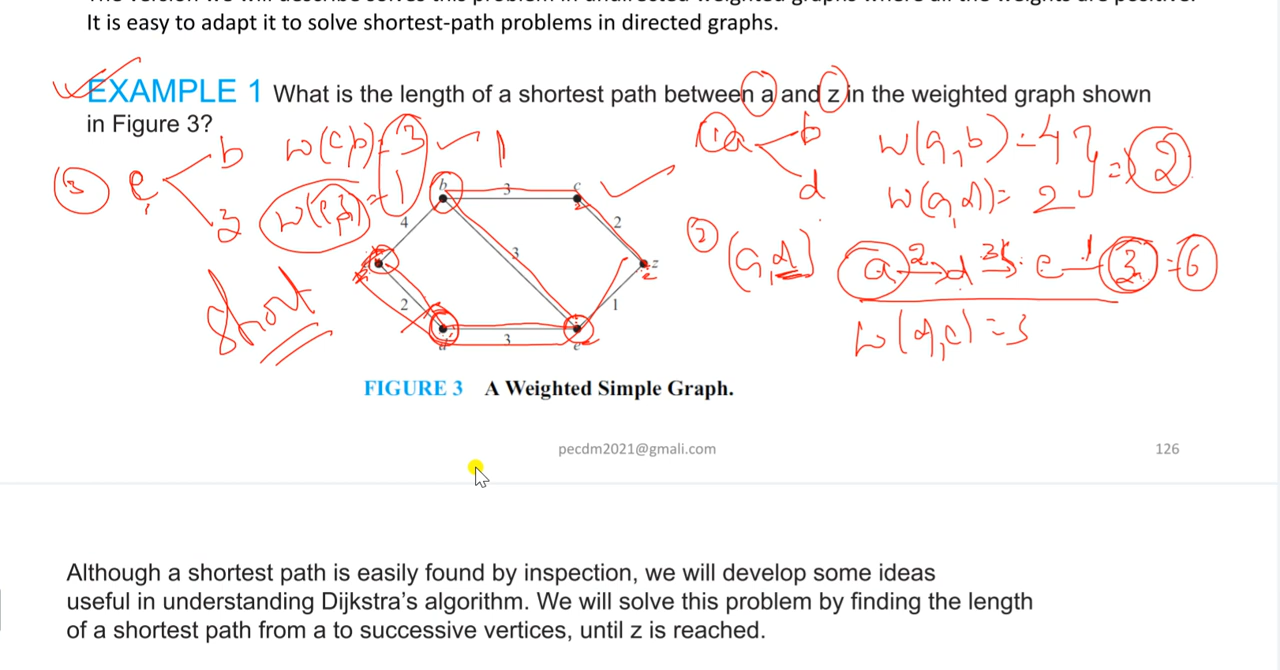 It is easy to adapt it to solve shortest-path problems in directed graphs.
EXAMPLE 1 What is the length of a shortest path between a and z in the weighted graph shown
in Figure 3?
(3) e b w(e,b)=3 1
z w(e,z)=1
(1) a b w(a,b)=4 } = (2)
d w(a,d)=2
b 3 c
4 3 2
(2) (a,d) a 2 d 3 e 1 z = 6
z
Short 2 1
3 e
w(d,e)=3
FIGURE 3 A Weighted Simple Graph.
pecdm2021@gmali.com 126
Although a shortest path is easily found by inspection, we will develop some ideas
useful in understanding Dijkstra's algorithm. We will solve this problem by finding the length
of a shortest path from a to successive vertices, until z is reached.